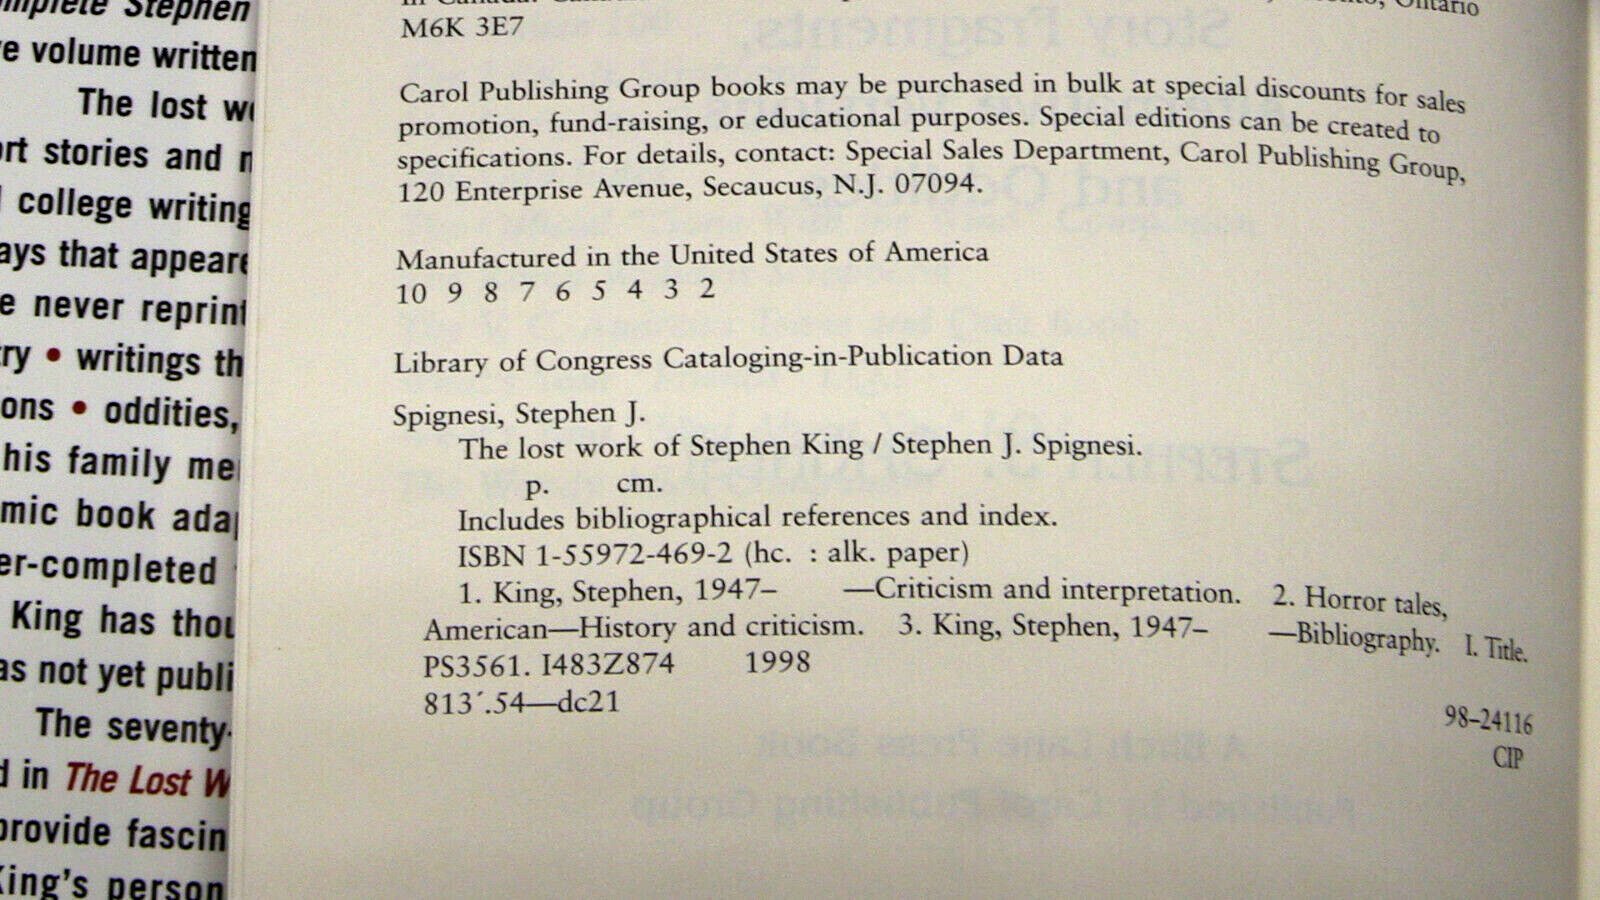 mplete Stephen
e volume written
The lost
rt stories and
college writing
ays that appeare
e never reprint
ry • writings th
ons • oddities,
his family me
mic book ada
er-completed
King has thou
as not yet publi
The seventy-
d in The Lost W
provide fascin
King's person
In Canada: Ontario
M6K 3E7
Carol Publishing Group books may be purchased in bulk at special discounts for sales
promotion, fund-raising, or educational purposes. Special editions can be created to
specifications. For details, contact: Special Sales Department, Carol Publishing Group,
120 Enterprise Avenue, Secaucus, N.J. 07094.
Manufactured in the United States of America
10 9 8 7 6 5 4 3 2
Library of Congress Cataloging-in-Publication Data
Spignesi, Stephen J.
The lost work of Stephen King / Stephen J. Spignesi.
p. cm.
Includes bibliographical references and index.
ISBN 1-55972-469-2 (hc. : alk. paper)
1. King, Stephen, 1947– —Criticism and interpretation. 2. Horror tales,
American—History and criticism. 3. King, Stephen, 1947– —Bibliography. I. Title.
PS3561. I483Z874 1998
813´.54—dc21
98–24116
CIP